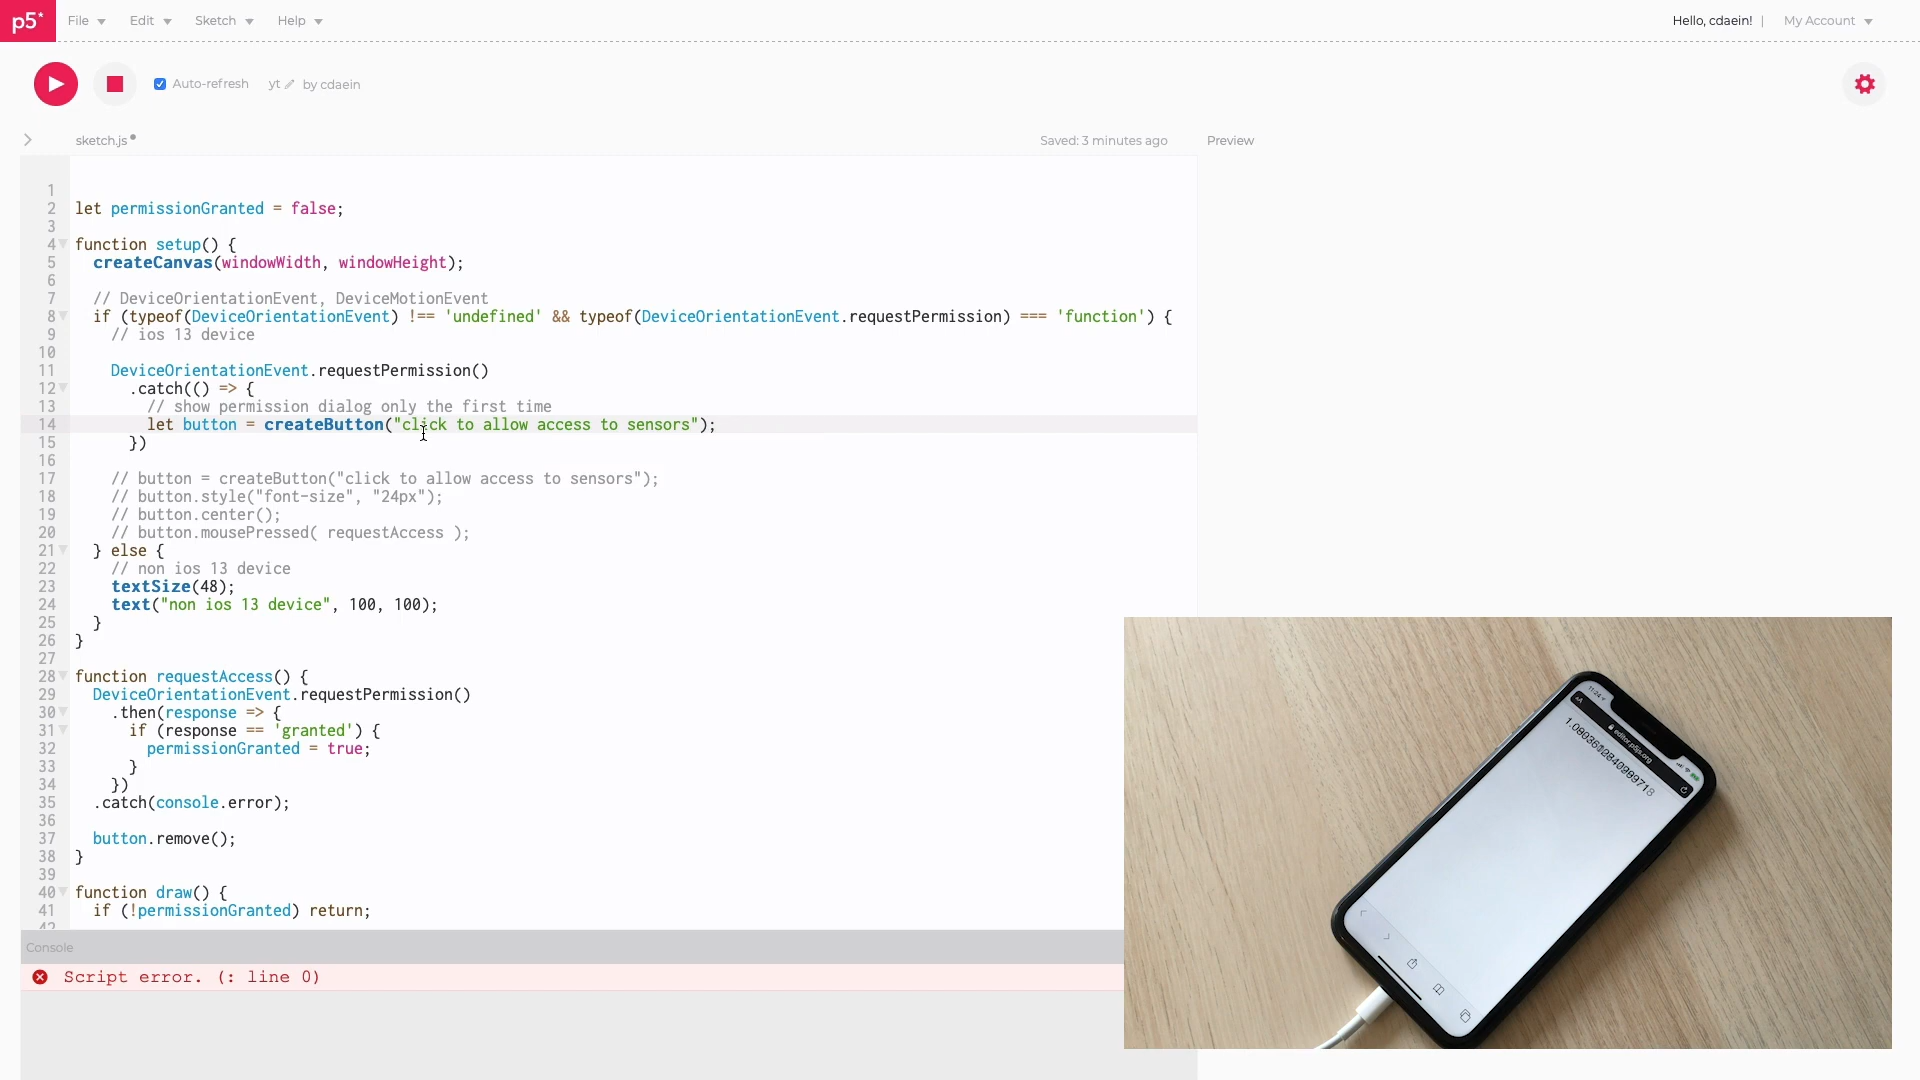 p5*
File Edit Sketch Help Hello, cdaein! | My Account
Auto-refresh yt by cdaein
sketch.js Saved: 3 minutes ago Preview
1
2 let permissionGranted = false;
3
4 function setup() {
5 createCanvas(windowWidth, windowHeight);
6
7 // DeviceOrientationEvent, DeviceMotionEvent
8 if (typeof(DeviceOrientationEvent) !== 'undefined' && typeof(DeviceOrientationEvent.requestPermission) === 'function') {
9 // ios 13 device
10
11 DeviceOrientationEvent.requestPermission()
12 .catch(() => {
13 // show permission dialog only the first time
14 let button = createButton("click to allow access to sensors");
15 })
16
17 // button = createButton("click to allow access to sensors");
18 // button.style("font-size", "24px");
19 // button.center();
20 // button.mousePressed( requestAccess );
21 } else {
22 // non ios 13 device
23 textSize(48);
24 text("non ios 13 device", 100, 100);
25 }
26 }
27
28 function requestAccess() {
29 DeviceOrientationEvent.requestPermission()
30 .then(response => {
31 if (response == 'granted') {
32 permissionGranted = true;
33 }
34 })
35 .catch(console.error);
36
37 button.remove();
38 }
39
40 function draw() {
41 if (!permissionGranted) return;
42
Console
Script error. (: line 0)
11:24
AA editor.p5js.org